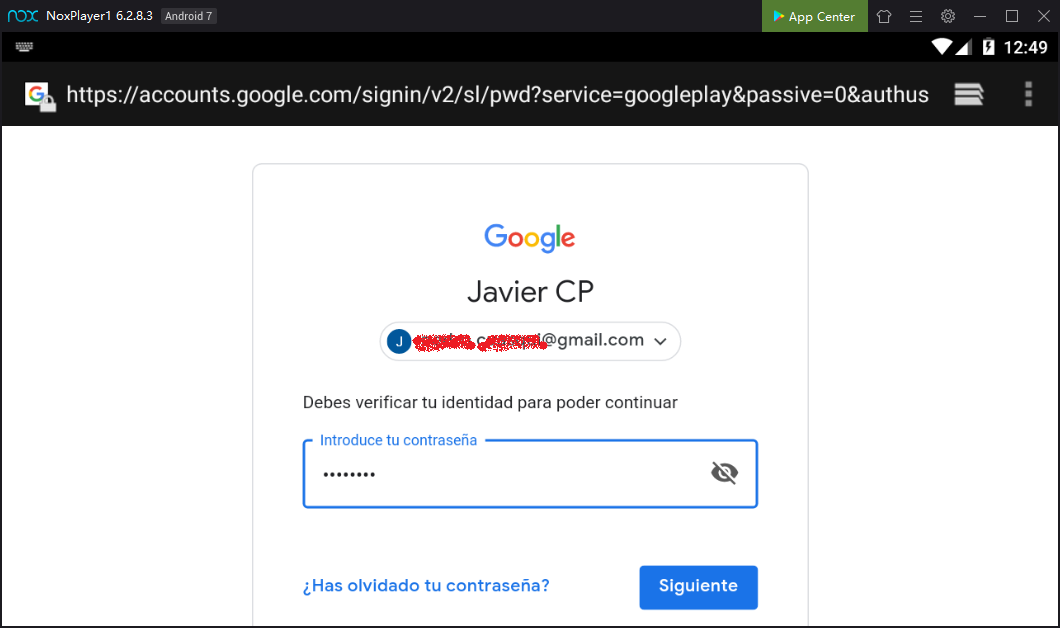 nox NoxPlayer1 6.2.8.3 Android 7 App Center
12:49
G https://accounts.google.com/signin/v2/sl/pwd?service=googleplay&passive=0&authus
Google
Javier CP
J @gmail.com
Debes verificar tu identidad para poder continuar
Introduce tu contraseña
••••••••
¿Has olvidado tu contraseña? Siguiente